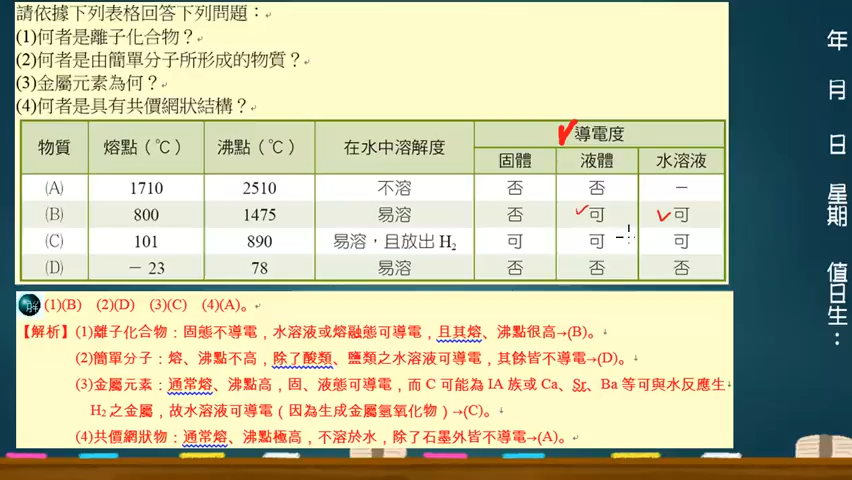 請依據下列表格回答下列問題：
(1)何者是離子化合物？
(2)何者是由簡單分子所形成的物質？
(3)金屬元素為何？
(4)何者是具有共價網狀結構？
物質 熔點（℃） 沸點（℃） 在水中溶解度 導電度
固體 液體 水溶液
(A) 1710 2510 不溶 否 否 －
(B) 800 1475 易溶 否 可 可
(C) 101 890 易溶，且放出 H₂ 可 可 可
(D) －23 78 易溶 否 否 否
解 (1)(B) (2)(D) (3)(C) (4)(A)。
【解析】(1)離子化合物：固態不導電，水溶液或熔融態可導電，且其熔、沸點很高→(B)。
(2)簡單分子：熔、沸點不高，除了酸類、鹽類之水溶液可導電，其餘皆不導電→(D)。
(3)金屬元素：通常熔、沸點高，固、液態可導電，而 C 可能為 IA 族或 Ca、Sr、Ba 等可與水反應生
H₂之金屬，故水溶液可導電（因為生成金屬氫氧化物）→(C)。
(4)共價網狀物：通常熔、沸點極高，不溶於水，除了石墨外皆不導電→(A)。
年 月 日 星期 值日生：